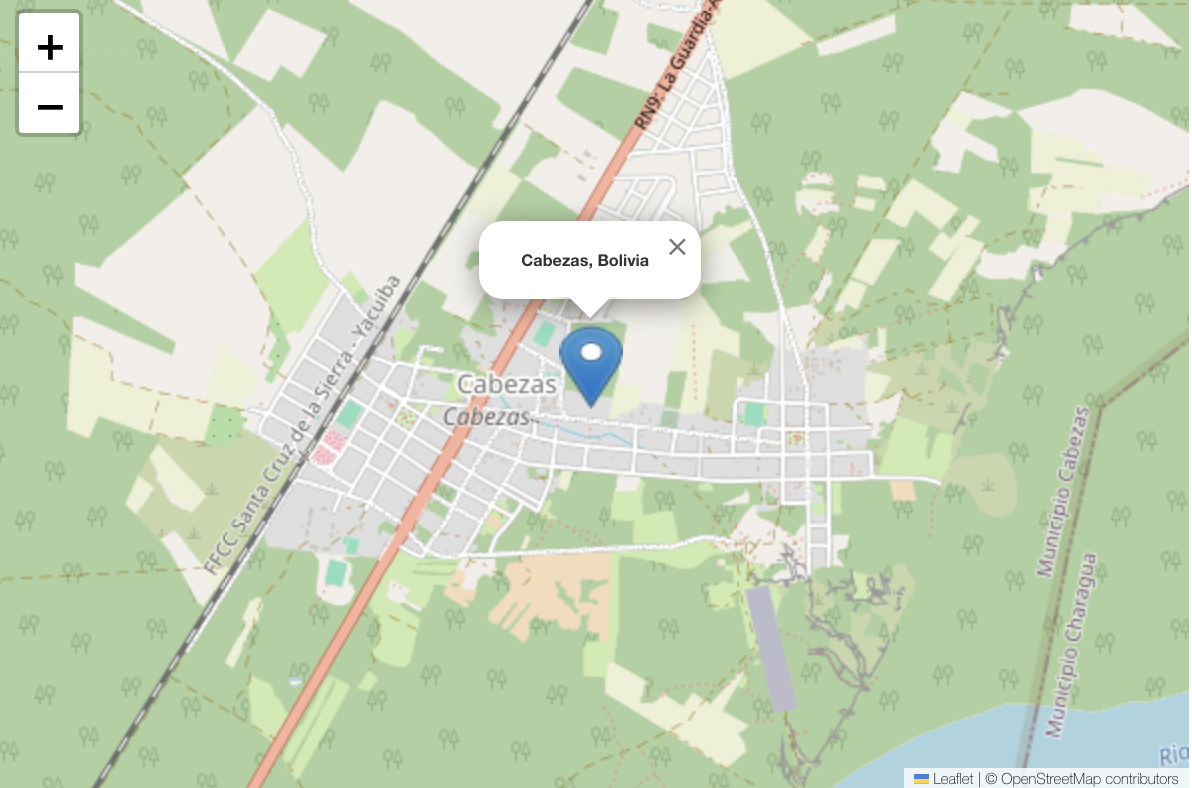 +
−
RN9: La Guardia-A
Cabezas, Bolivia
×
FFCC Santa Cruz de la Sierra - Yacuiba
Cabezas
Cabezas
Municipio Cabezas
Municipio Charagua
Rio
Leaflet | © OpenStreetMap contributors